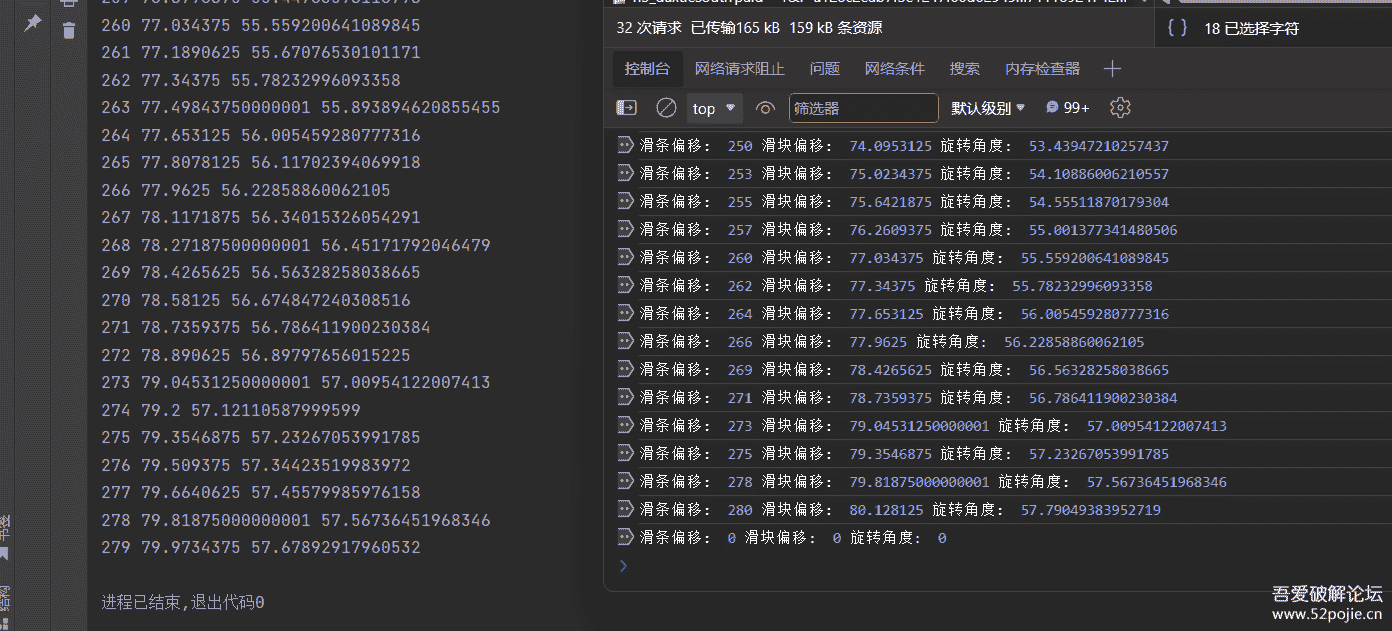 260 77.034375 55.559200641089845
261 77.1890625 55.67076530101171
262 77.34375 55.78232996093358
263 77.49843750000001 55.893894620855455
264 77.653125 56.005459280777316
265 77.8078125 56.11702394069918
266 77.9625 56.22858860062105
267 78.1171875 56.34015326054291
268 78.27187500000001 56.45171792046479
269 78.4265625 56.56328258038665
270 78.58125 56.674847240308516
271 78.7359375 56.786411900230384
272 78.890625 56.89797656015225
273 79.04531250000001 57.00954122007413
274 79.2 57.12110587999599
275 79.3546875 57.23267053991785
276 79.509375 57.34423519983972
277 79.6640625 57.45579985976158
278 79.81875000000001 57.56736451968346
279 79.9734375 57.67892917960532
进程已结束,退出代码0
32 次请求 已传输165 kB 159 kB 条资源
{ } 18 已选择字符
控制台 网络请求阻止 问题 网络条件 搜索 内存检查器
top 筛选器 默认级别 99+
滑条偏移： 250 滑块偏移： 74.0953125 旋转角度： 53.43947210257437
滑条偏移： 253 滑块偏移： 75.0234375 旋转角度： 54.10886006210557
滑条偏移： 255 滑块偏移： 75.6421875 旋转角度： 54.55511870179304
滑条偏移： 257 滑块偏移： 76.2609375 旋转角度： 55.001377341480506
滑条偏移： 260 滑块偏移： 77.034375 旋转角度： 55.559200641089845
滑条偏移： 262 滑块偏移： 77.34375 旋转角度： 55.78232996093358
滑条偏移： 264 滑块偏移： 77.653125 旋转角度： 56.005459280777316
滑条偏移： 266 滑块偏移： 77.9625 旋转角度： 56.22858860062105
滑条偏移： 269 滑块偏移： 78.4265625 旋转角度： 56.56328258038665
滑条偏移： 271 滑块偏移： 78.7359375 旋转角度： 56.786411900230384
滑条偏移： 273 滑块偏移： 79.04531250000001 旋转角度： 57.00954122007413
滑条偏移： 275 滑块偏移： 79.3546875 旋转角度： 57.23267053991785
滑条偏移： 278 滑块偏移： 79.81875000000001 旋转角度： 57.56736451968346
滑条偏移： 280 滑块偏移： 80.128125 旋转角度： 57.79049383952719
滑条偏移： 0 滑块偏移： 0 旋转角度： 0
吾爱破解论坛
www.52pojie.cn